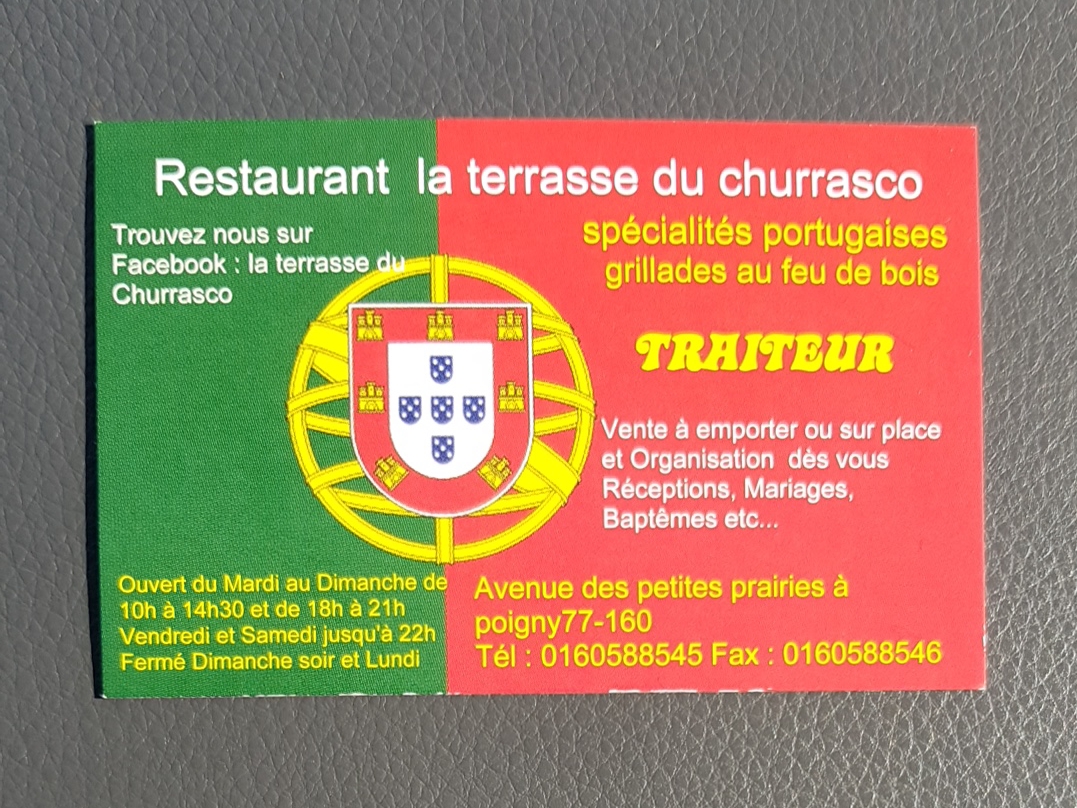 Restaurant la terrasse du churrasco
Trouvez nous sur
Facebook : la terrasse du
Churrasco
spécialités portugaises
grillades au feu de bois
TRAITEUR
Vente à emporter ou sur place
et Organisation dès vous
Réceptions, Mariages,
Baptêmes etc...
Ouvert du Mardi au Dimanche de
10h à 14h30 et de 18h à 21h
Vendredi et Samedi jusqu'à 22h
Fermé Dimanche soir et Lundi
Avenue des petites prairies à
poigny77-160
Tél : 0160588545 Fax : 0160588546